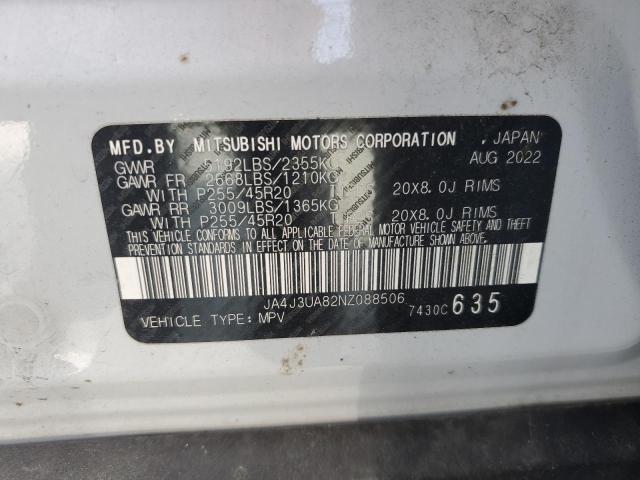 MFD.BY MITSUBISHI MOTORS CORPORATION , JAPAN
GVWR 5192LBS/2355KG AUG 2022
GAWR FR 2668LBS/1210KG
WITH P255/45R20 20X8.0J RIMS
GAWR RR 3009LBS/1365KG
WITH P255/45R20 20X8.0J RIMS
THIS VEHICLE CONFORMS TO ALL APPLICABLE FEDERAL MOTOR VEHICLE SAFETY AND THEFT
PREVENTION STANDARDS IN EFFECT ON THE DATE OF MANUFACTURE SHOWN ABOVE.
JA4J3UA82NZ088506
7430C 635
VEHICLE TYPE: MPV